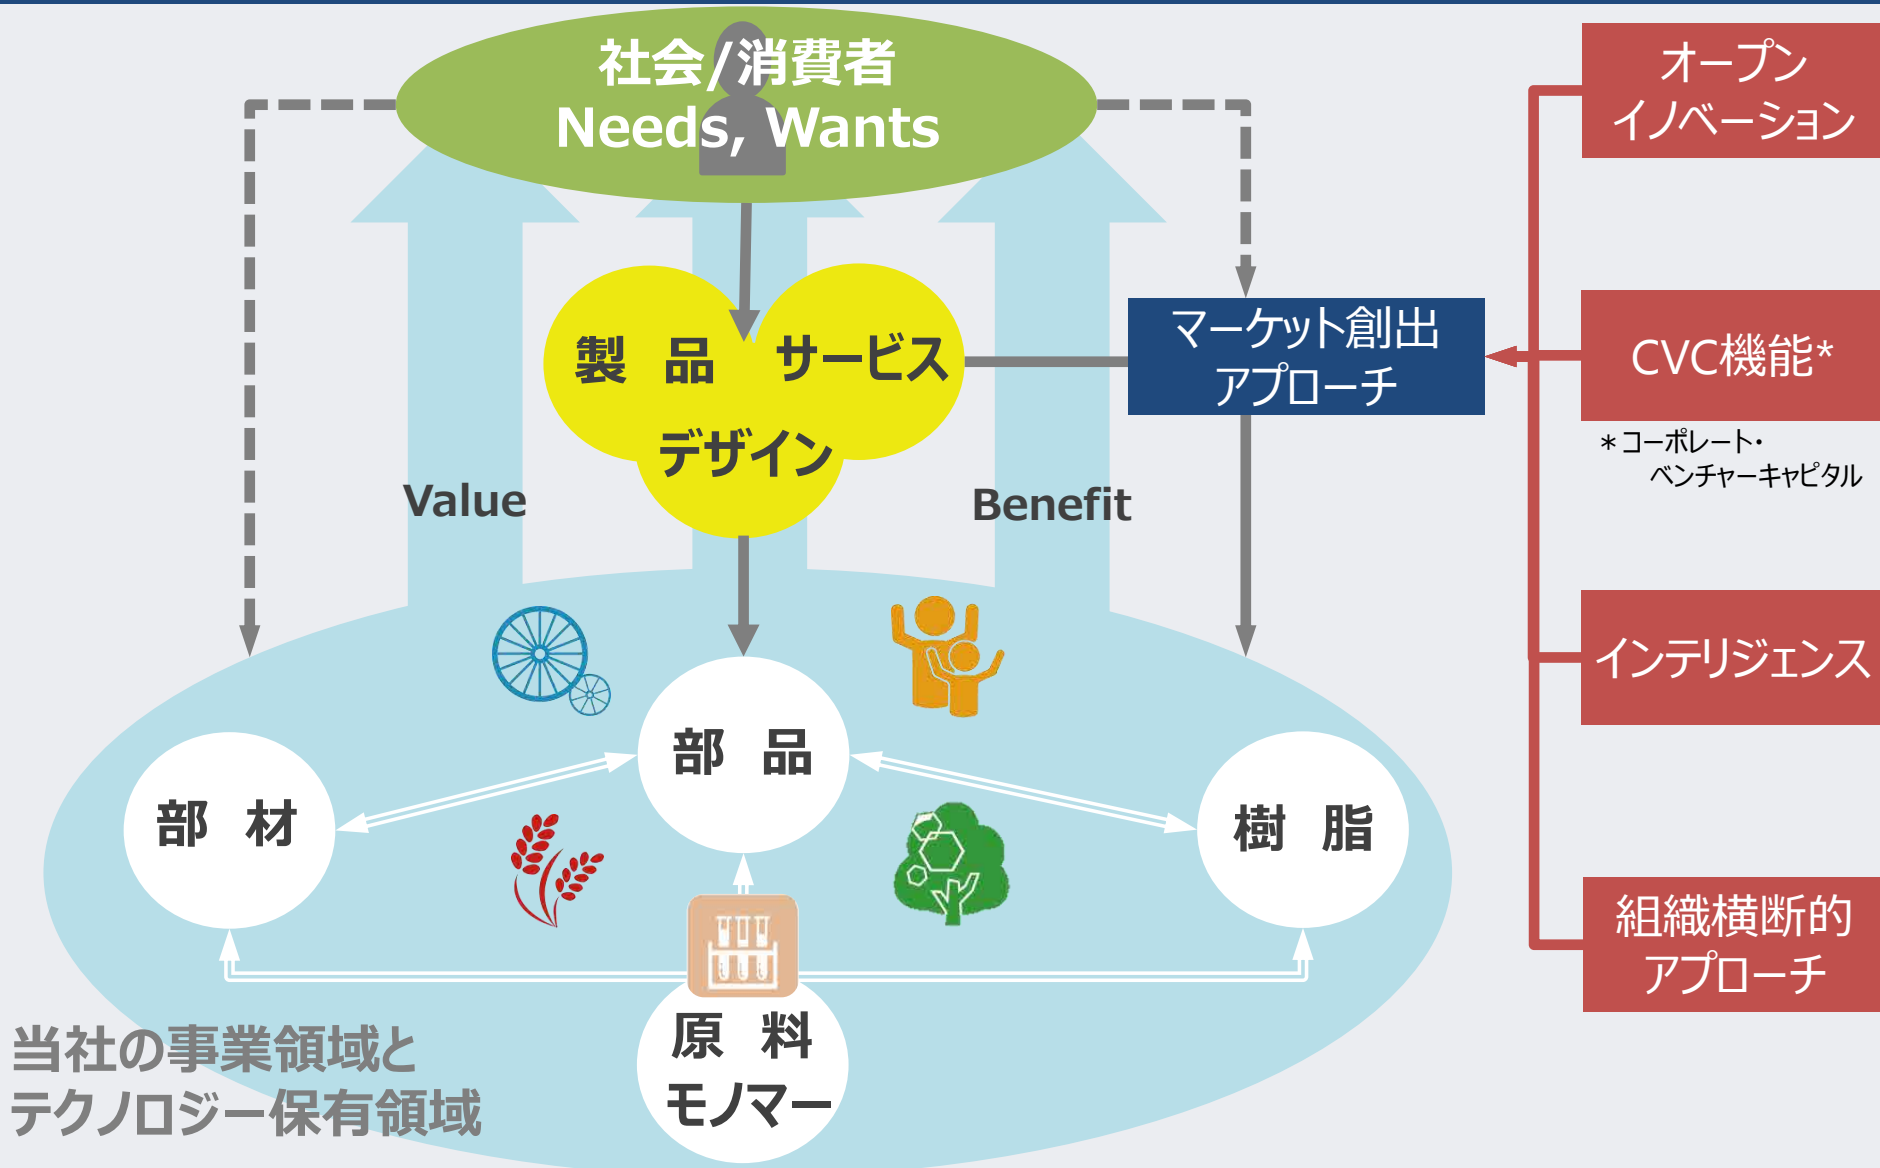 社会/消費者
Needs, Wants
オープン
イノベーション
製 品
サービス
デザイン
マーケット創出
アプローチ
CVC機能*
*コーポレート・
ベンチャーキャピタル
Value
Benefit
インテリジェンス
部 品
部 材
樹 脂
組織横断的
アプローチ
原 料
モノマー
当社の事業領域と
テクノロジー保有領域